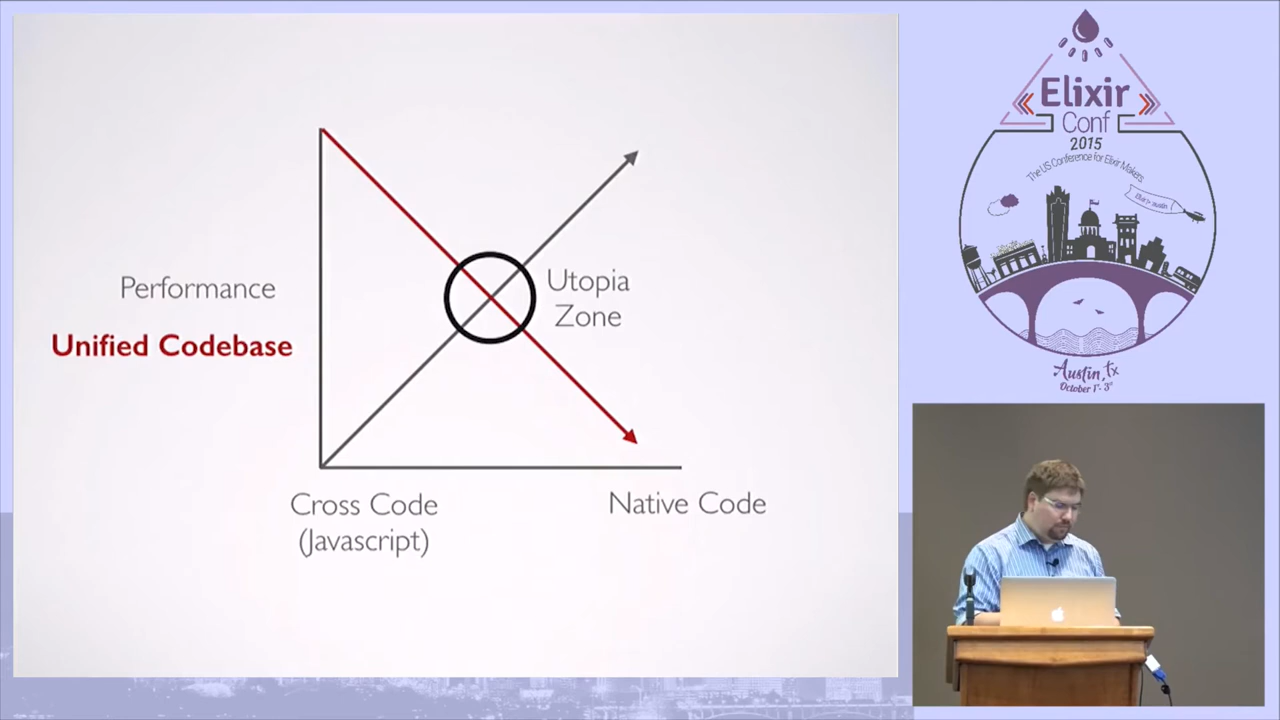 Performance
Unified Codebase
Utopia
Zone
Cross Code
(Javascript)
Native Code
Elixir
Conf
2015
The US Conference for Elixir Makers
Austin, tx
October 1st - 3rd